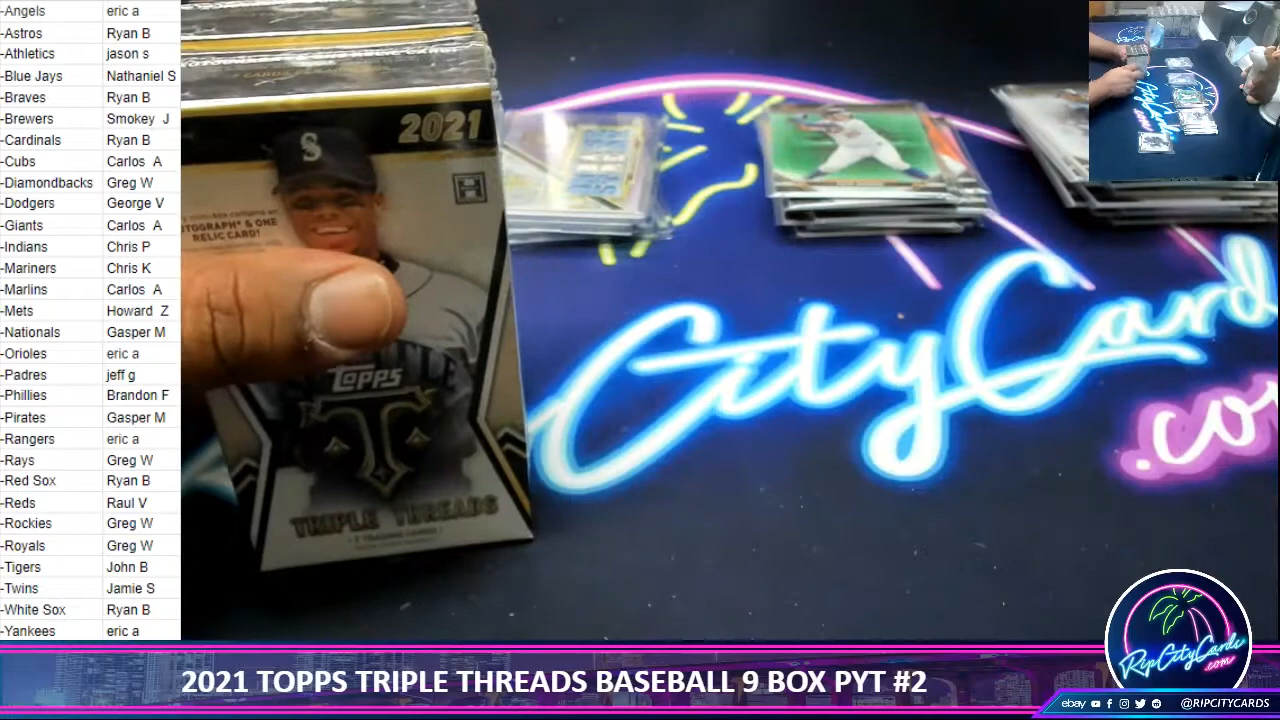 -Angels eric a
-Astros Ryan B
-Athletics jason s
-Blue Jays Nathaniel S
-Braves Ryan B
-Brewers Smokey J
-Cardinals Ryan B
-Cubs Carlos A
-Diamondbacks Greg W
-Dodgers George V
-Giants Carlos A
-Indians Chris P
-Mariners Chris K
-Marlins Carlos A
-Mets Howard Z
-Nationals Gasper M
-Orioles eric a
-Padres jeff g
-Phillies Brandon F
-Pirates Gasper M
-Rangers eric a
-Rays Greg W
-Red Sox Ryan B
-Reds Raul V
-Rockies Greg W
-Royals Greg W
-Tigers John B
-Twins Jamie S
-White Sox Ryan B
-Yankees eric a
2021
S
H
& ONE
RELIC CARD!
TOPPS
T
TRIPLE THREADS
CityCard
.co
RipCityCards
.com
2021 TOPPS TRIPLE THREADS BASEBALL 9 BOX PYT #2
ebay @RIPCITYCARDS